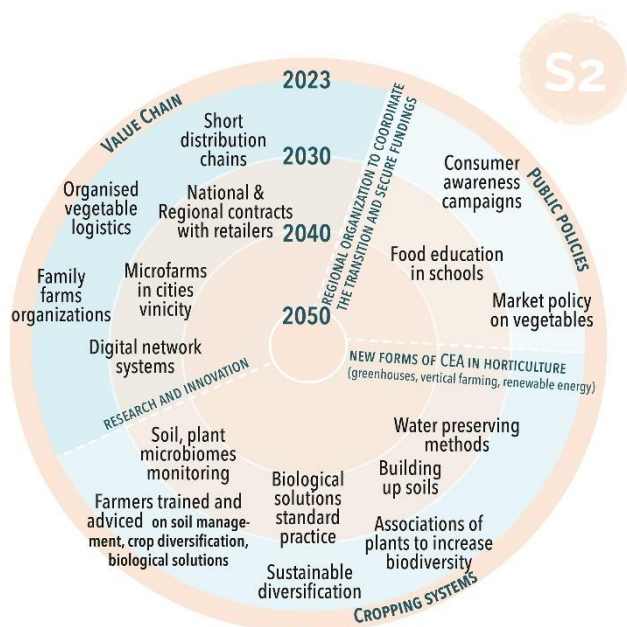 S2
2023
2030
2040
2050
VALUE CHAIN
Short
distribution
chains
Organised
vegetable
logistics
National &
Regional contracts
with retailers
Family
farms
organizations
Microfarms
in cities
vinicity
Digital network
systems
REGIONAL ORGANIZATION TO COORDINATE
THE TRANSITION AND SECURE FUNDINGS
PUBLIC POLICIES
Consumer
awareness
campaigns
Food education
in schools
Market policy
on vegetables
NEW FORMS OF CEA IN HORTICULTURE
(greenhouses, vertical farming, renewable energy)
RESEARCH AND INNOVATION
Soil, plant
microbiomes
monitoring
Farmers trained and
adviced on soil manage-
ment, crop diversification,
biological solutions
Biological
solutions
standard
practice
Sustainable
diversification
Water preserving
methods
Building
up soils
Associations of
plants to increase
biodiversity
CROPPING SYSTEMS